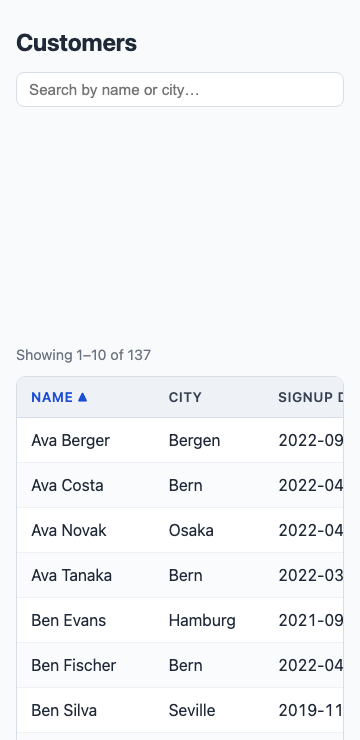 Customers
Search by name or city…
Showing 1–10 of 137
NAME ▲ CITY SIGNUP D
Ava Berger Bergen 2022-09
Ava Costa Bern 2022-04
Ava Novak Osaka 2022-04
Ava Tanaka Bern 2022-03
Ben Evans Hamburg 2021-09
Ben Fischer Bern 2022-04
Ben Silva Seville 2019-11